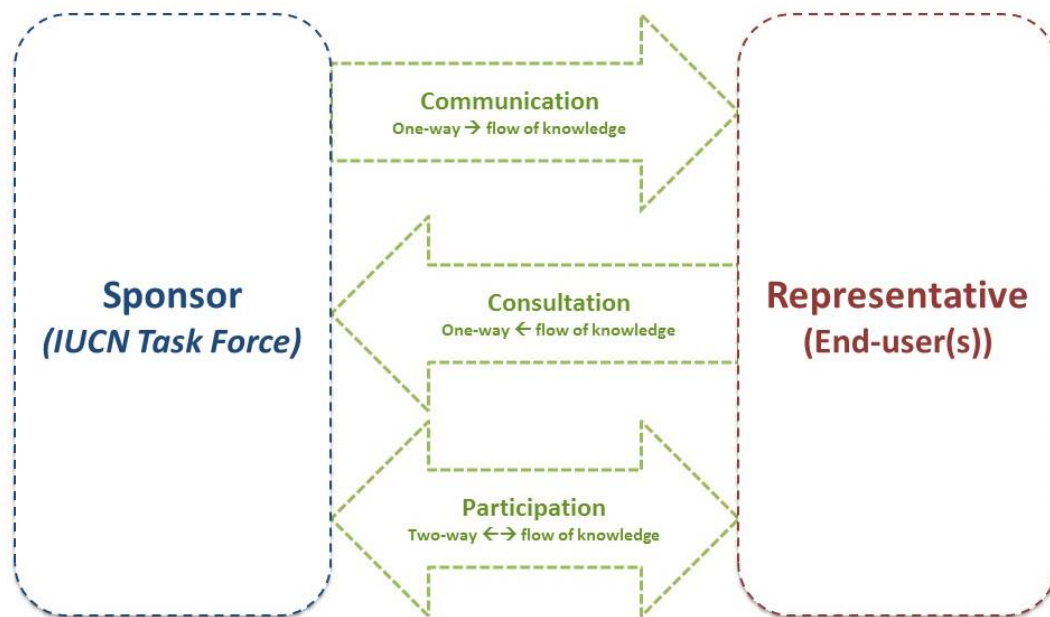 Communication
One-way → flow of knowledge
Sponsor
(IUCN Task Force)
Consultation
One-way ← flow of knowledge
Representative
(End-user(s))
Participation
Two-way ←→ flow of knowledge